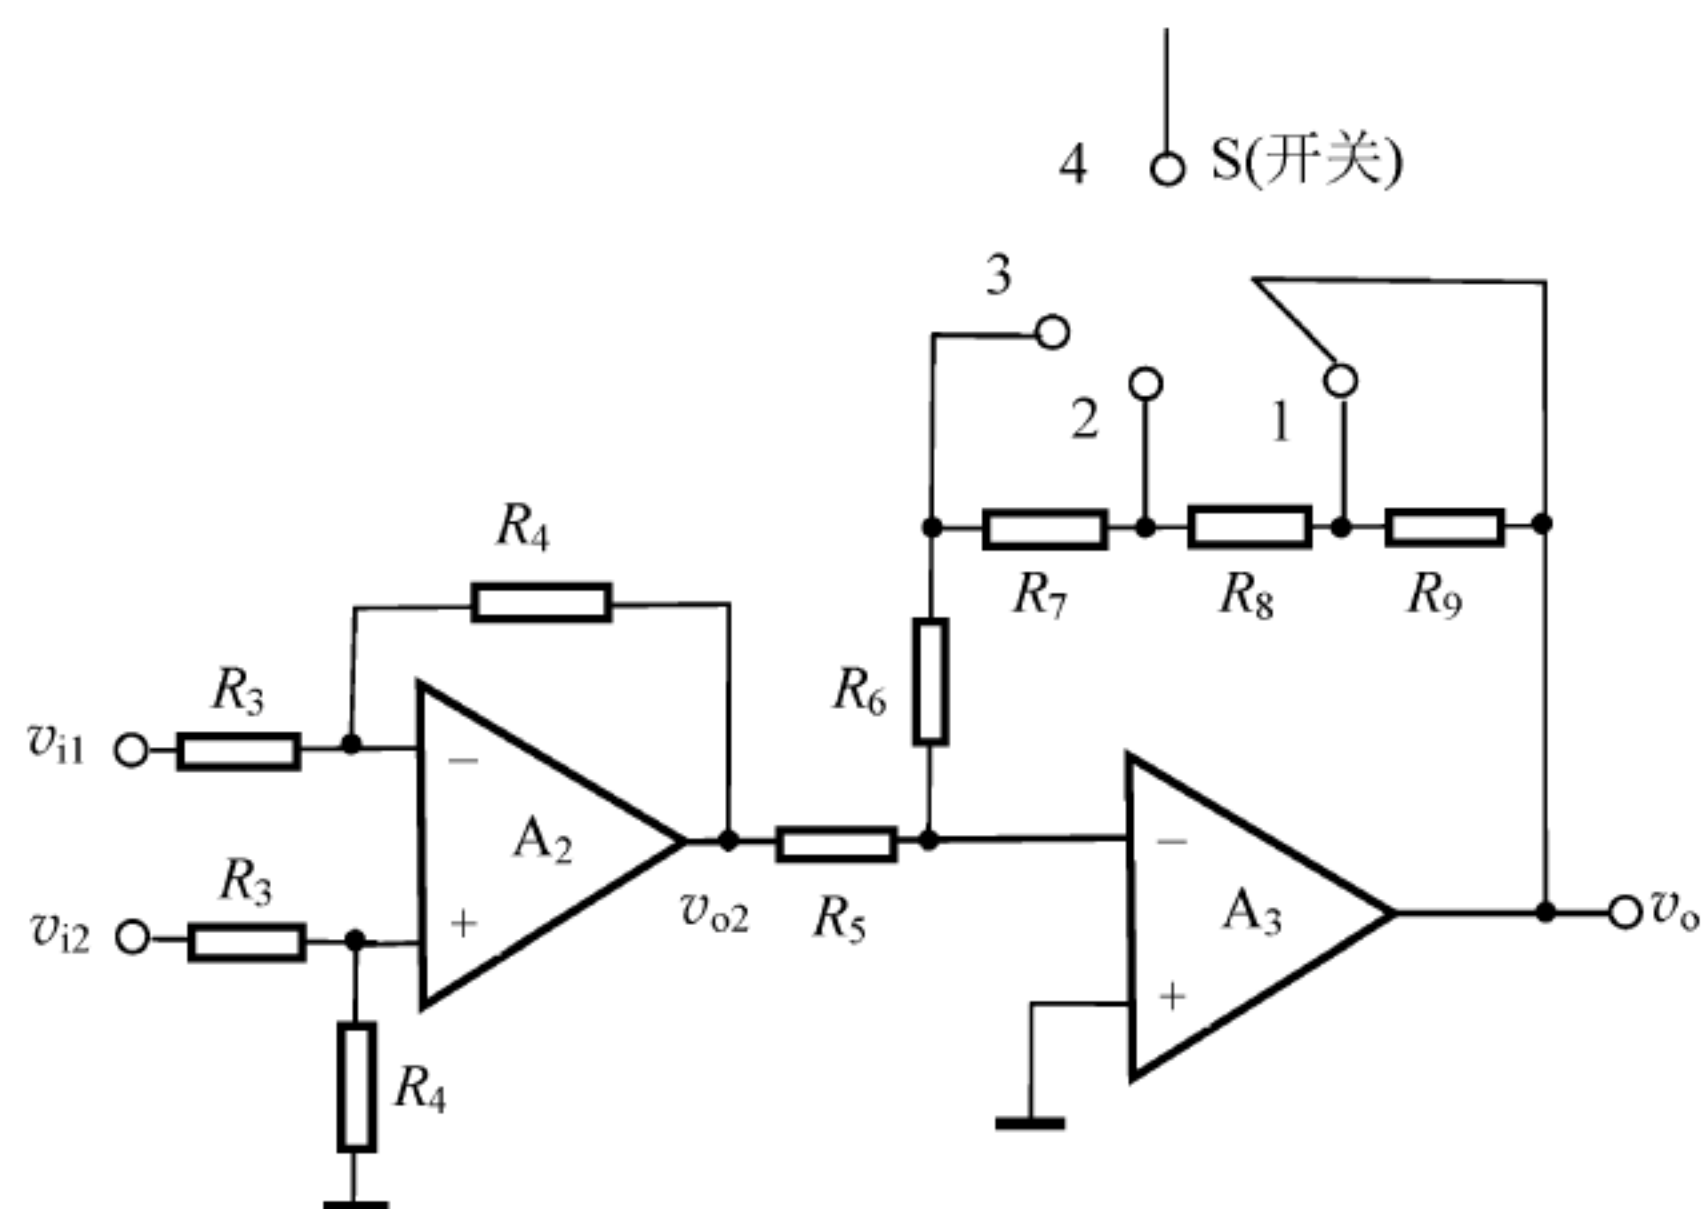 4 S(开关)
3
2 1
R4
R7 R8 R9
R3
R6
vi1
−
A2
−
R3
vi2
+
vo2 R5
A3
vo
+
R4